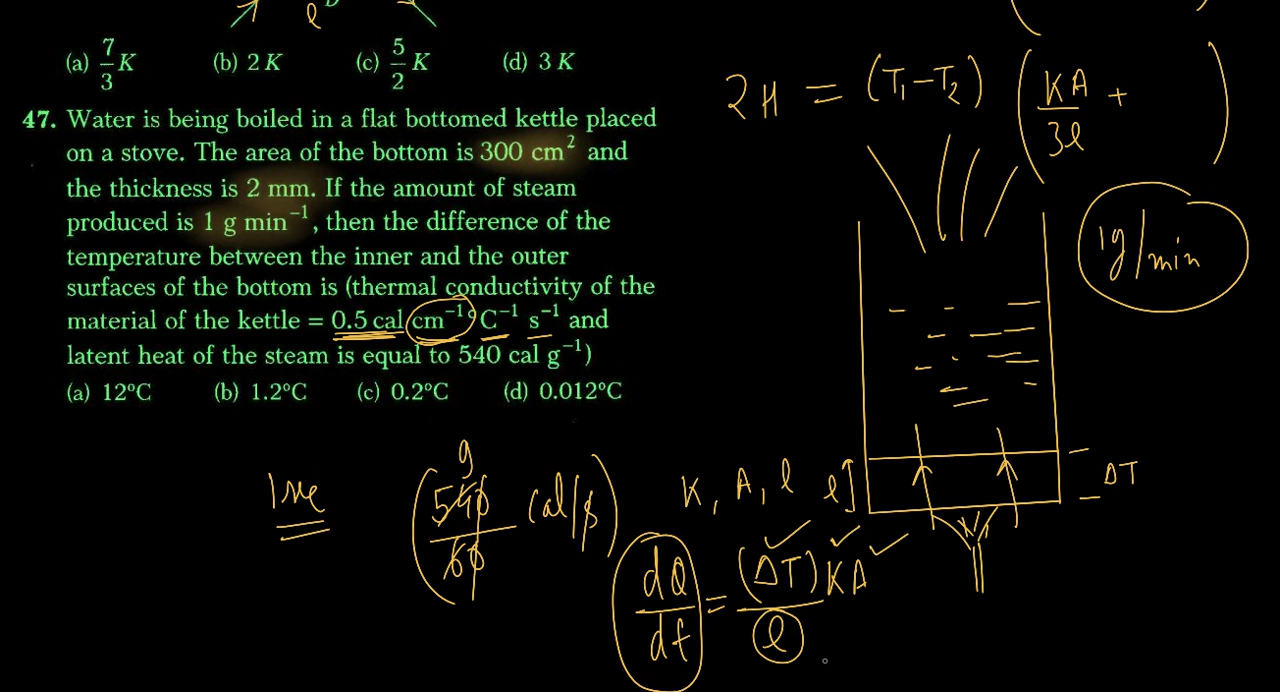 l
(a) 7/3 K (b) 2 K (c) 5/2 K (d) 3 K
47. Water is being boiled in a flat bottomed kettle placed
on a stove. The area of the bottom is 300 cm² and
the thickness is 2 mm. If the amount of steam
produced is 1 g min⁻¹, then the difference of the
temperature between the inner and the outer
surfaces of the bottom is (thermal conductivity of the
material of the kettle = 0.5 cal cm⁻¹ °C⁻¹ s⁻¹ and
latent heat of the steam is equal to 540 cal g⁻¹)
(a) 12°C (b) 1.2°C (c) 0.2°C (d) 0.012°C
2H = (T₁-T₂) (KA/3l +
1g/min
ΔT
1 sec (540/60 cal/s)
9
K, A, l
l
dQ/dt = (ΔT)KA/l